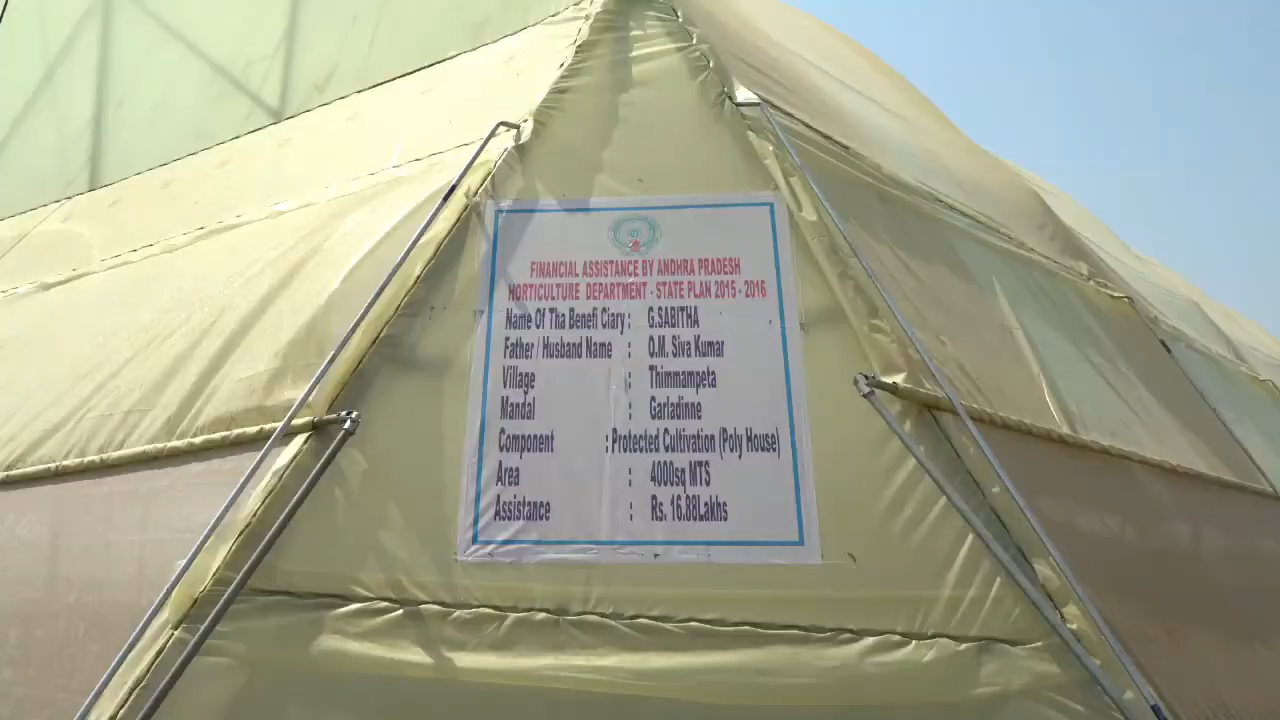 FINANCIAL ASSISTANCE BY ANDHRA PRADESH
HORTICULTURE DEPARTMENT - STATE PLAN 2015 - 2016
Name Of Tha Benefi Ciary : G.SABITHA
Father / Husband Name : O.M. Siva Kumar
Village : Thimmampeta
Mandal : Garladinne
Component : Protected Cultivation (Poly House)
Area : 4000sq MTS
Assistance : Rs. 16.88Lakhs